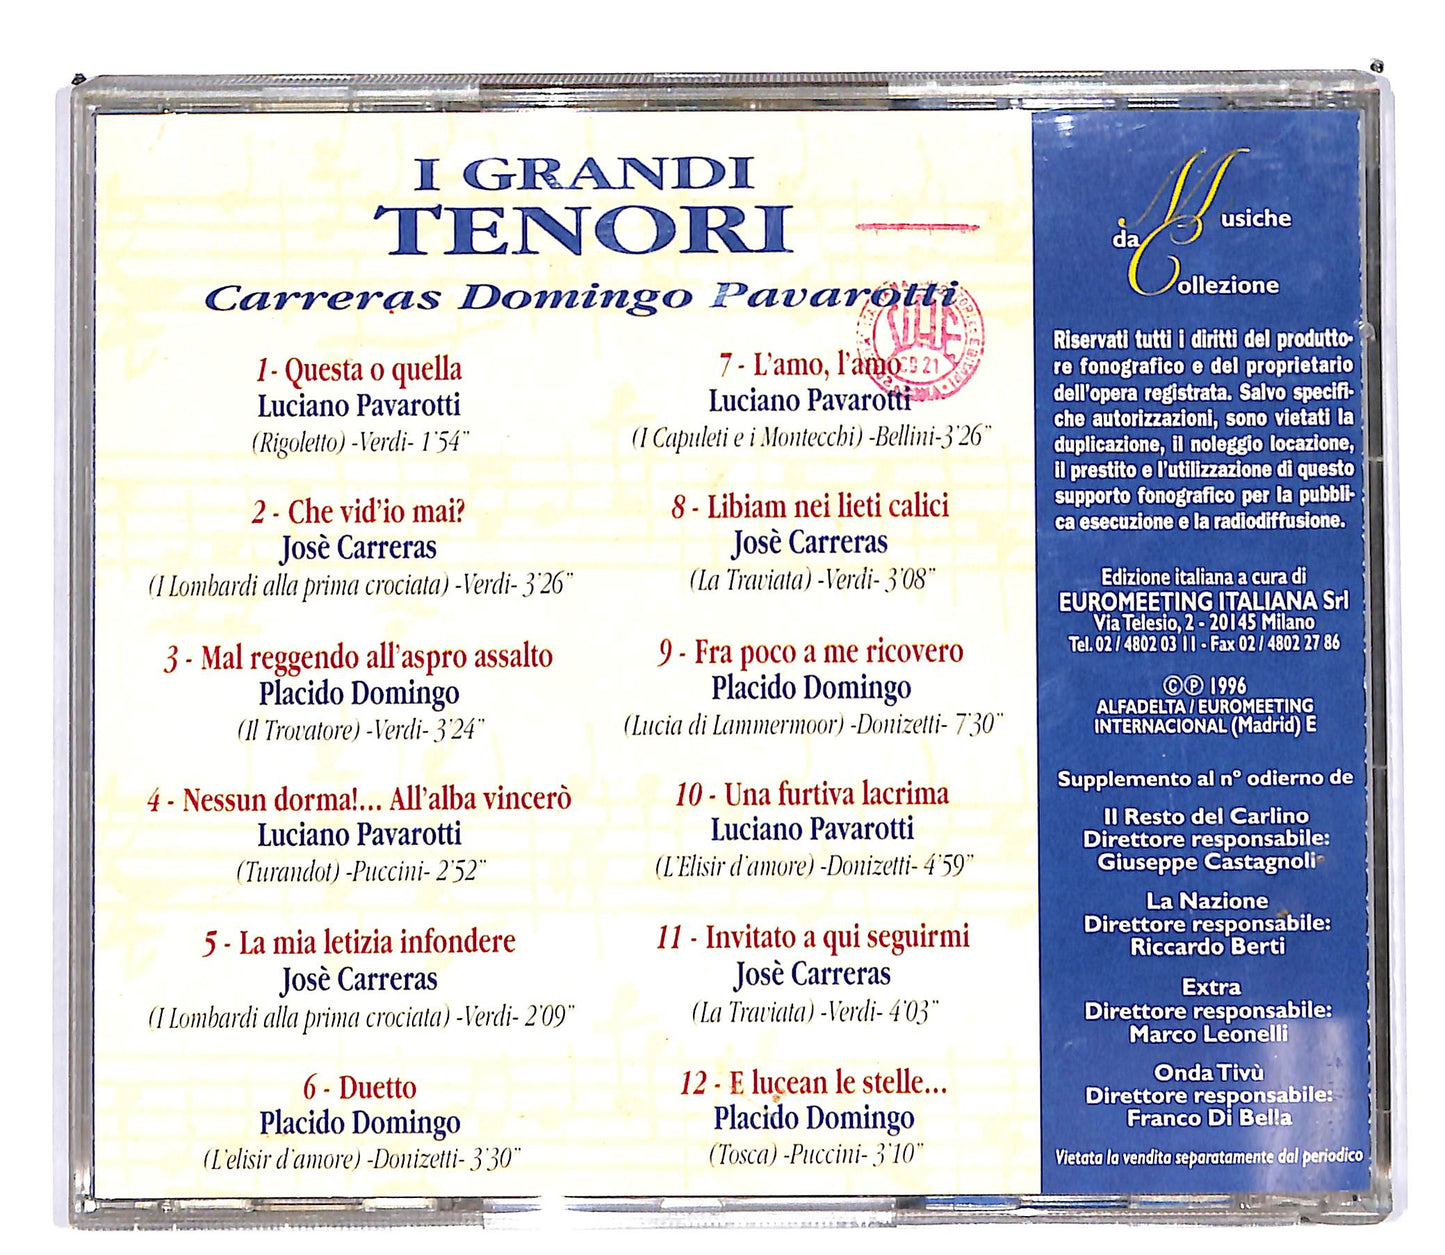 I GRANDI
TENORI
Carreras Domingo Pavarotti
1 - Questa o quella
Luciano Pavarotti
(Rigoletto) -Verdi- 1'54"
2 - Che vid'io mai?
Josè Carreras
(I Lombardi alla prima crociata) -Verdi- 3'26"
3 - Mal reggendo all'aspro assalto
Placido Domingo
(Il Trovatore) -Verdi- 3'24"
4 - Nessun dorma!... All'alba vincerò
Luciano Pavarotti
(Turandot) -Puccini- 2'52"
5 - La mia letizia infondere
Josè Carreras
(I Lombardi alla prima crociata) -Verdi- 2'09"
6 - Duetto
Placido Domingo
(L'elisir d'amore) -Donizetti- 3'30"
7 - L'amo, l'amo
Luciano Pavarotti
(I Capuleti e i Montecchi) -Bellini-3'26"
8 - Libiam nei lieti calici
Josè Carreras
(La Traviata) -Verdi- 3'08"
9 - Fra poco a me ricovero
Placido Domingo
(Lucia di Lammermoor) -Donizetti- 7'30"
10 - Una furtiva lacrima
Luciano Pavarotti
(L'Elisir d'amore) -Donizetti- 4'59"
11 - Invitato a qui seguirmi
Josè Carreras
(La Traviata) -Verdi- 4'03"
12 - E lucean le stelle...
Placido Domingo
(Tosca) -Puccini- 3'10"
SIAE
Musiche
da
Collezione
Riservati tutti i diritti del produtto-
re fonografico e del proprietario
dell'opera registrata. Salvo specifi-
che autorizzazioni, sono vietati la
duplicazione, il noleggio locazione,
il prestito e l'utilizzazione di questo
supporto fonografico per la pubbli-
ca esecuzione e la radiodiffusione.
Edizione italiana a cura di
EUROMEETING ITALIANA Srl
Via Telesio, 2 - 20145 Milano
Tel. 02 / 4802 03 11 - Fax 02 / 4802 27 86
©℗ 1996
ALFADELTA / EUROMEETING
INTERNACIONAL (Madrid) E
Supplemento al n° odierno de
Il Resto del Carlino
Direttore responsabile:
Giuseppe Castagnoli
La Nazione
Direttore responsabile:
Riccardo Berti
Extra
Direttore responsabile:
Marco Leonelli
Onda Tivù
Direttore responsabile:
Franco Di Bella
Vietata la vendita separatamente dal periodico